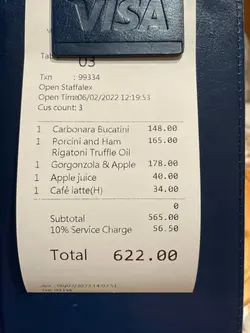 VISA
Tab
03
Txn : 99334
Open Staffalex
Open Time06/02/2022 12:19:53
Cus count: 3
1 Carbonara Bucatini 148.00
1 Porcini and Ham 165.00
Rigatoni Truffle Oil
1 Gorgonzola & Apple 178.00
1 Apple juice 40.00
1 Café latte(H) 34.00
0
Subtotal 565.00
10% Service Charge 56.50
Total 622.00